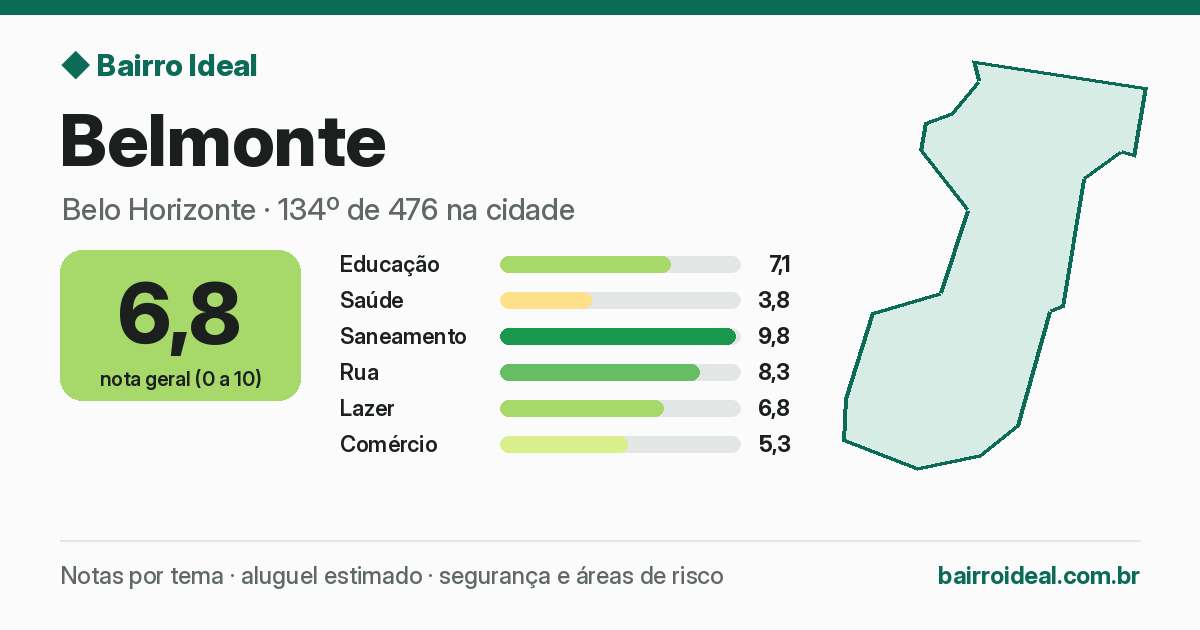 Bairro Ideal
Belmonte
Belo Horizonte · 134º de 476 na cidade
6,8
nota geral (0 a 10)
Educação 7,1
Saúde 3,8
Saneamento 9,8
Rua 8,3
Lazer 6,8
Comércio 5,3
Notas por tema · aluguel estimado · segurança e áreas de risco
bairroideal.com.br